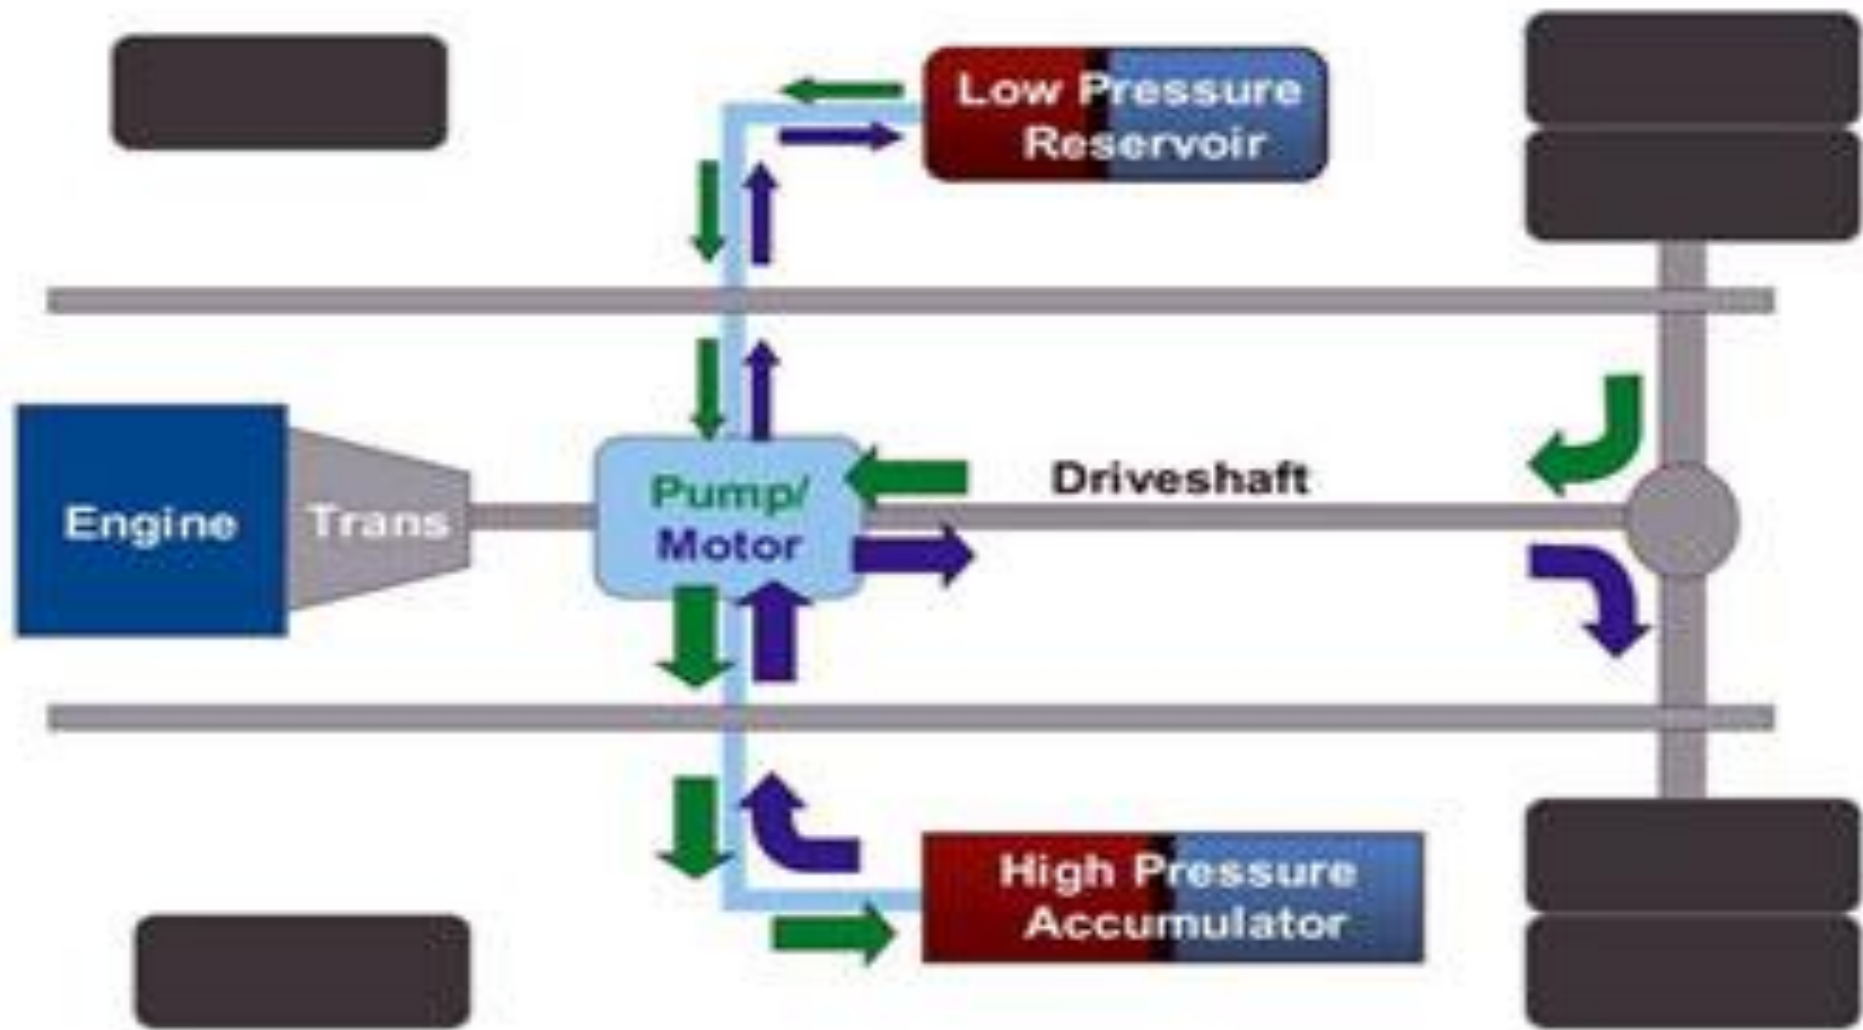 Low Pressure
Reservoir
Engine
Trans
Pump/
Motor
Driveshaft
High Pressure
Accumulator